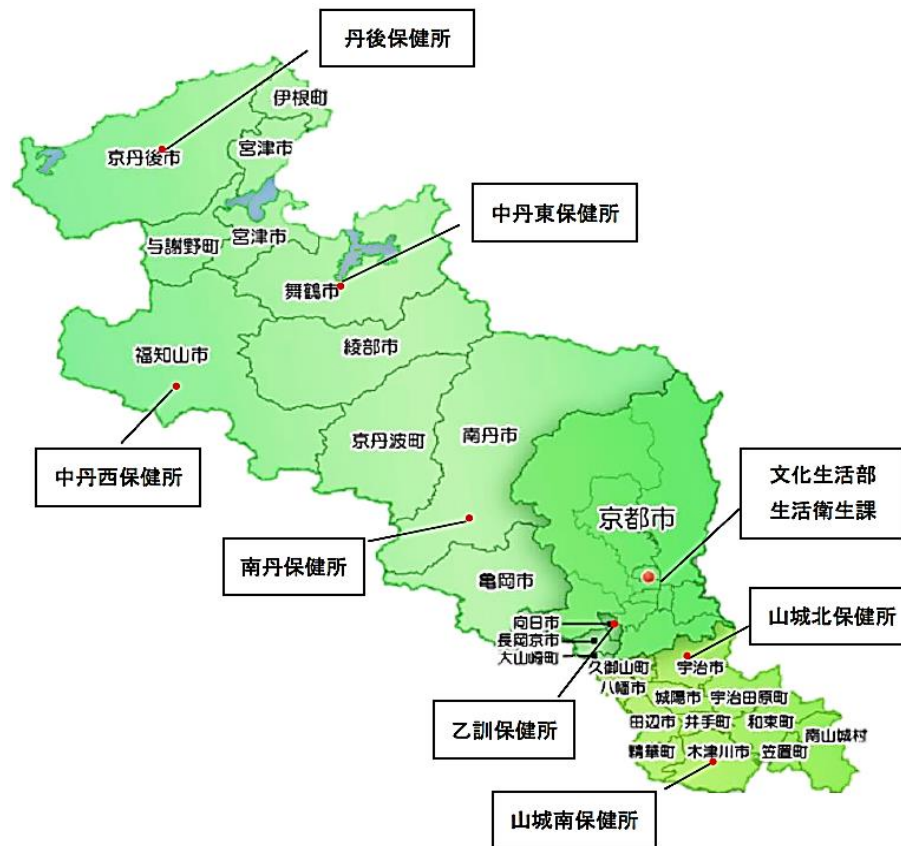 丹後保健所
伊根町
京丹後市
宮津市
中丹東保健所
与謝野町
宮津市
舞鶴市
福知山市
綾部市
京丹波町
南丹市
中丹西保健所
文化生活部
生活衛生課
京都市
南丹保健所
亀岡市
向日市
長岡京市
大山崎町
山城北保健所
久御山町
宇治市
八幡市
城陽市
宇治田原町
乙訓保健所
田辺市
井手町
和束町
南山城村
精華町
木津川市
笠置町
山城南保健所